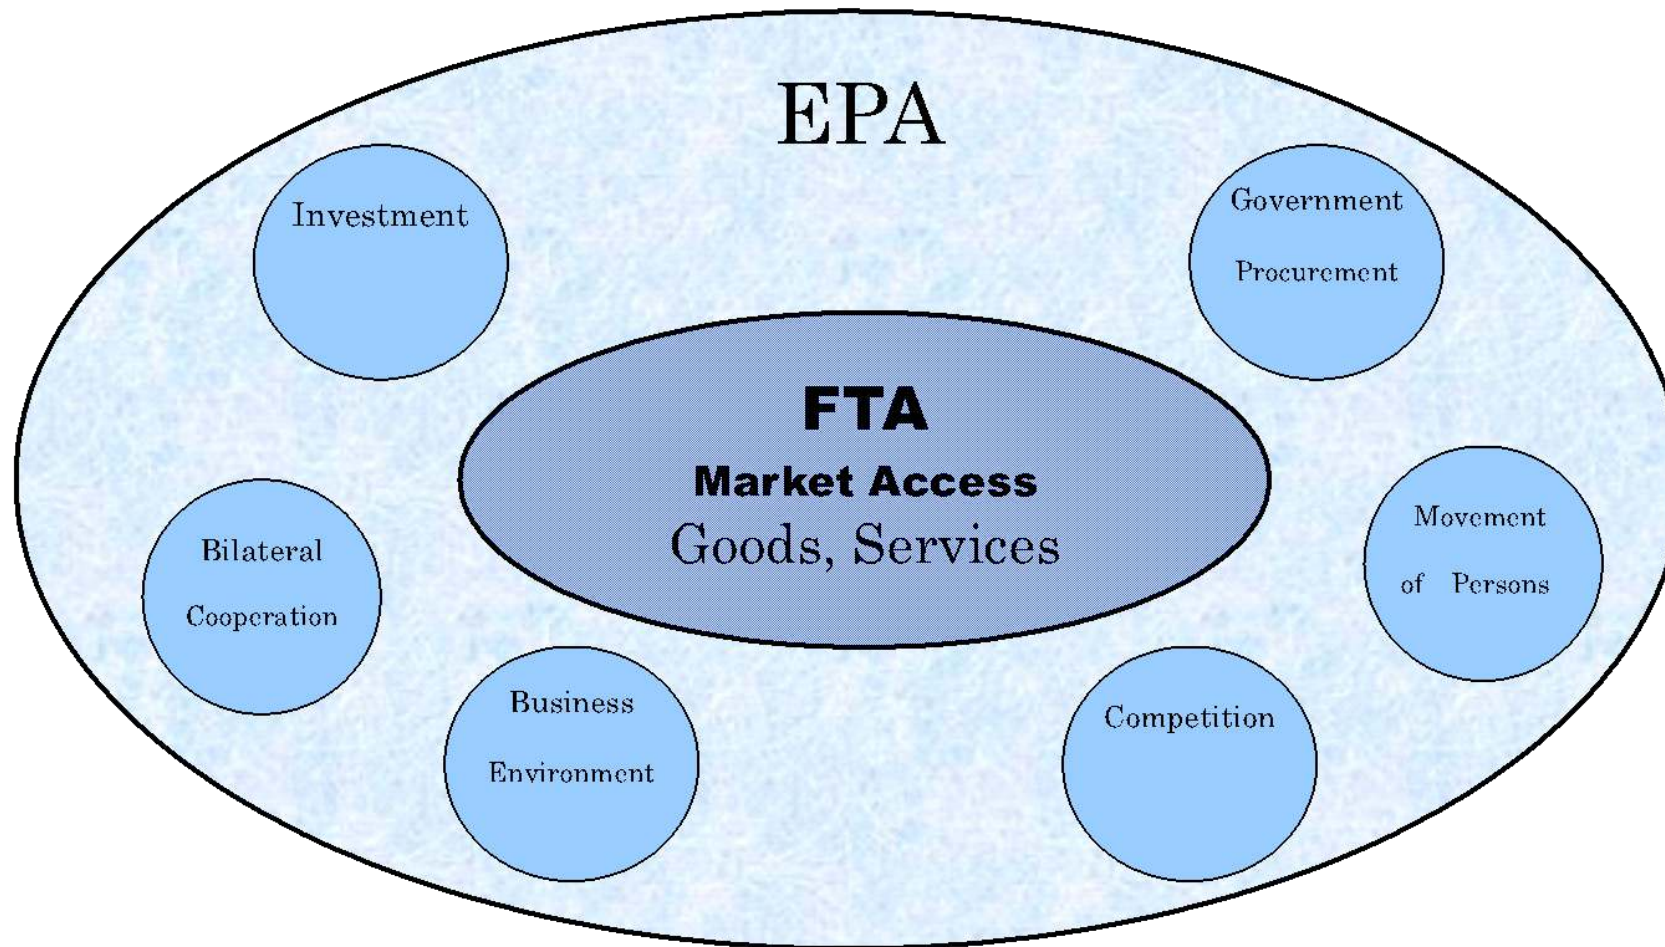 EPA
Investment
Government
Procurement
FTA
Market Access
Goods, Services
Bilateral
Cooperation
Movement
of Persons
Business
Environment
Competition